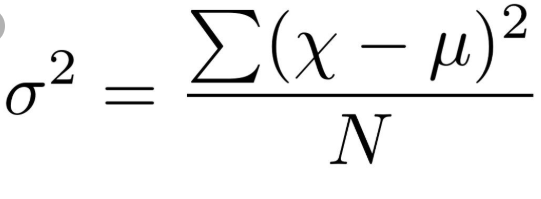 σ² = ∑(χ − μ)² / N